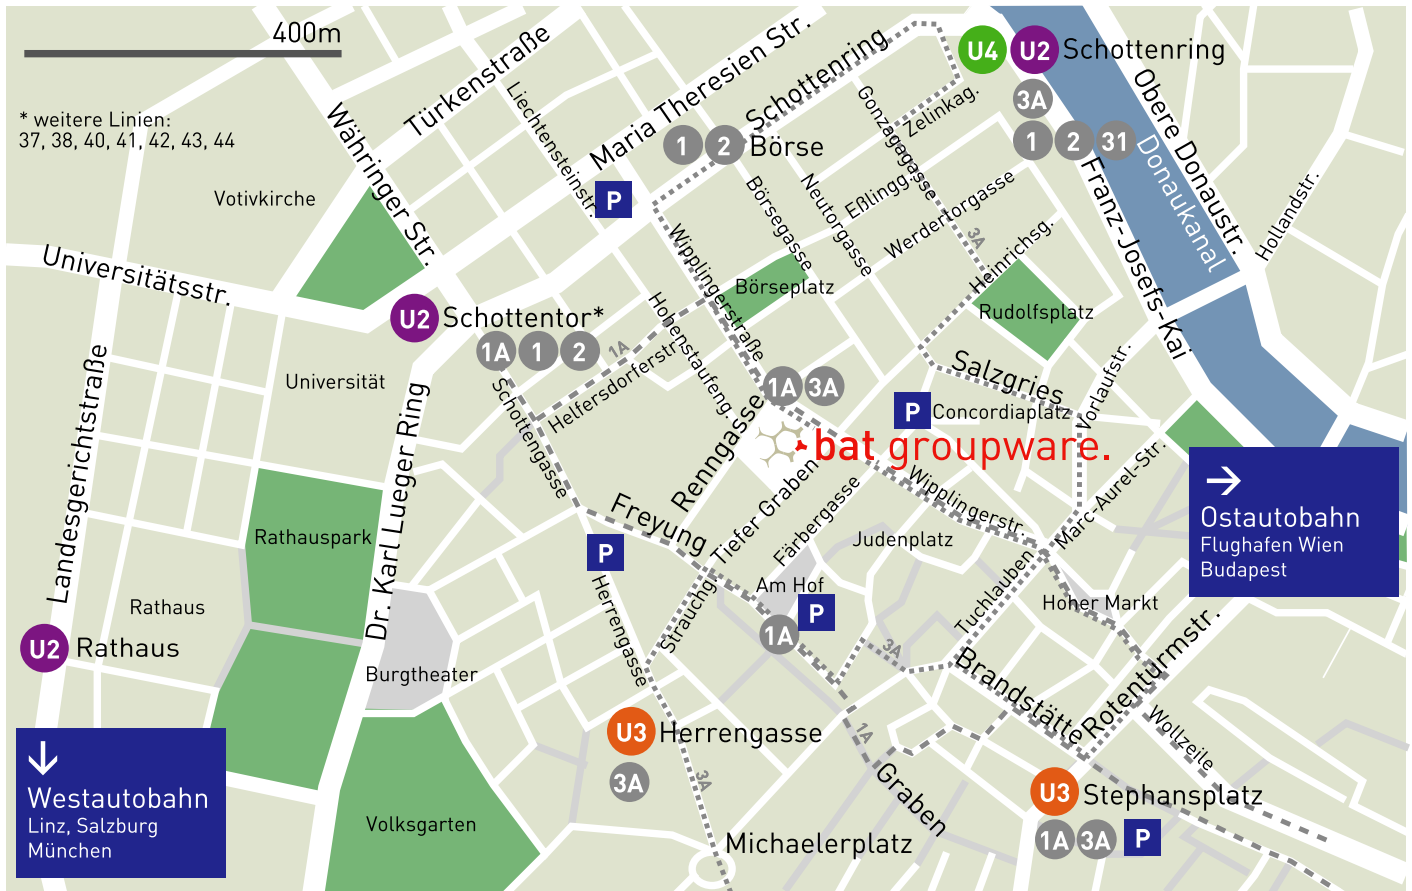 400m
* weitere Linien:
37, 38, 40, 41, 42, 43, 44
Türkenstraße
Währinger Str.
Liechtensteinstr.
Maria Theresien Str.
Schottenring
U4
U2
Schottenring
3A
1
2
31
Obere Donaustr.
Donaukanal
Franz-Josefs-Kai
Hollandstr.
Gonzagagasse
Zelinkag.
Eßlingg.
Werdertorgasse
Neutorgasse
Börsegasse
1
2
Börse
P
Votivkirche
Universitätsstr.
Wipplingerstraße
Börseplatz
3A
Heinrichsg.
Rudolfsplatz
U2
Schottentor*
1A
1
2
1A
Hohenstaufeng.
Helfersdorferstr.
Schottengasse
Universität
Landesgerichtstraße
Dr. Karl Lueger Ring
1A
3A
Renngasse
bat groupware.
P
Concordiaplatz
Salzgries
Vorlaufstr.
Marc-Aurel-Str.
Wipplingerstr.
Tiefer Graben
Färbergasse
Judenplatz
Freyung
P
Rathauspark
Rathaus
U2
Rathaus
Burgtheater
Herrengasse
Strauchg.
Am Hof
P
1A
3A
Tuchlauben
Hoher Markt
Brandstätte
Rotenturmstr.
Wollzeile
→
Ostautobahn
Flughafen Wien
Budapest
↓
Westautobahn
Linz, Salzburg
München
Volksgarten
U3
Herrengasse
3A
3A
1A
Graben
Michaelerplatz
U3
Stephansplatz
1A
3A
P